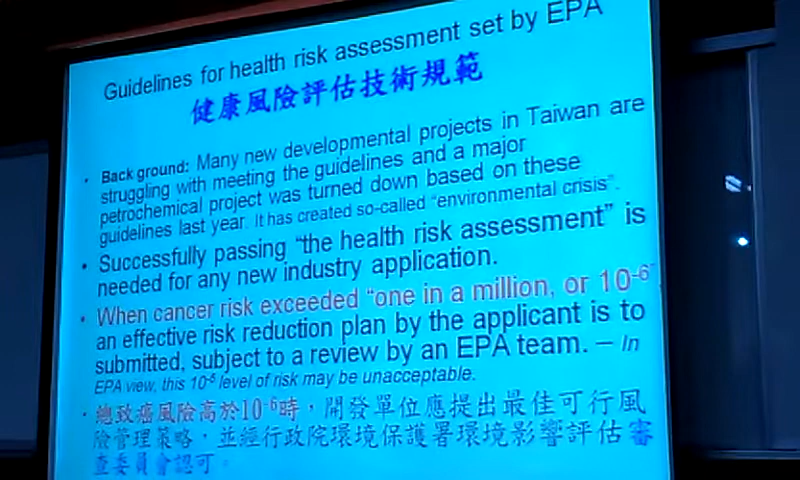 Guidelines for health risk assessment set by EPA
健康風險評估技術規範
• Back ground: Many new developmental projects in Taiwan are
struggling with meeting the guidelines and a major
petrochemical project was turned down based on these
guidelines last year. It has created so-called “environmental crisis”.
• Successfully passing “the health risk assessment” is
needed for any new industry application.
• When cancer risk exceeded “one in a million, or 10⁻⁶”
an effective risk reduction plan by the applicant is to
submitted, subject to a review by an EPA team. – In
EPA view, this 10⁻⁶ level of risk may be unacceptable.
• 總致癌風險高於10⁻⁶時，開發單位應提出最佳可行風
險管理策略，並經行政院環境保護署環境影響評估審
查委員會認可。